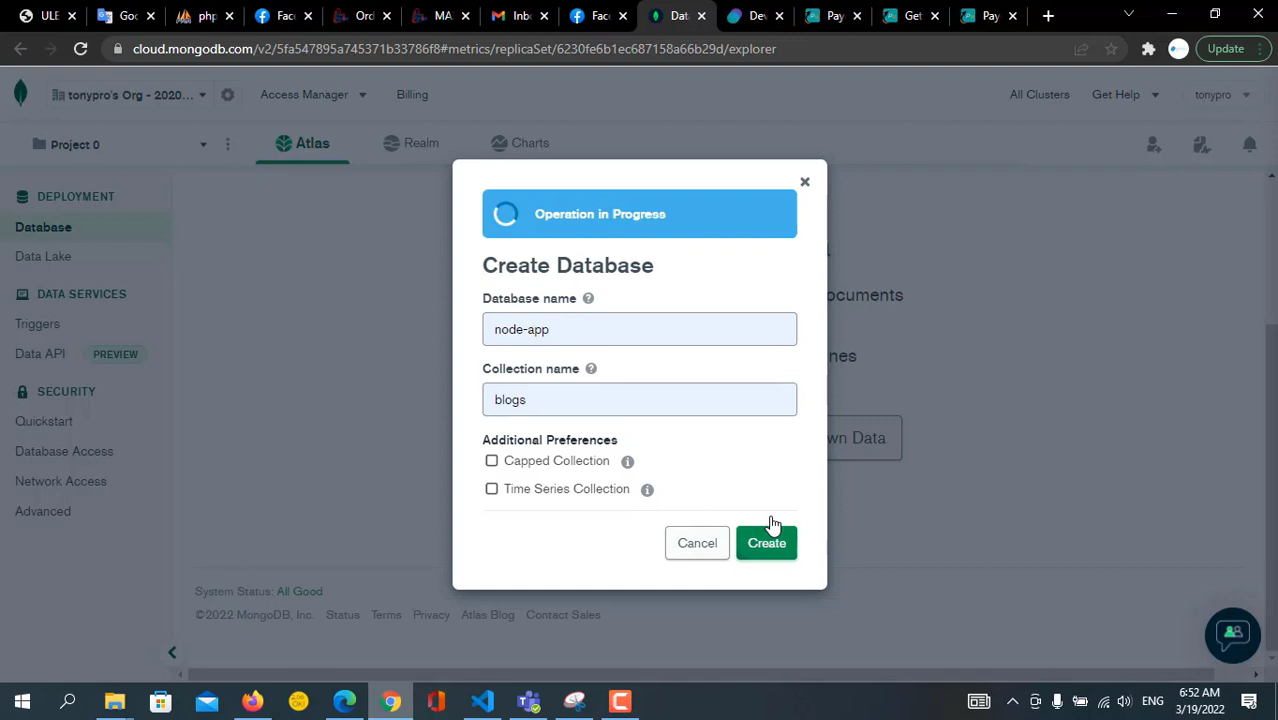 ULE
Goo
php
Face
Ord
MA
Inbo
Face
Data
Dev
Pay
Get
Pay
cloud.mongodb.com/v2/5fa547895a745371b33786f8#metrics/replicaSet/6230fe6b1ec687158a66b29d/explorer
Update
tonypro's Org - 2020...
Access Manager
Billing
All Clusters
Get Help
tonypro
Project 0
Atlas
Realm
Charts
DEPLOYMENT
Database
Data Lake
DATA SERVICES
Triggers
Data API PREVIEW
SECURITY
Quickstart
Database Access
Network Access
Advanced
Operation in Progress
Create Database
Database name
node-app
Collection name
blogs
Additional Preferences
Capped Collection
Time Series Collection
Cancel
Create
ocuments
nes
wn Data
System Status: All Good
©2022 MongoDB, Inc. Status Terms Privacy Atlas Blog Contact Sales
ENG
6:52 AM
3/19/2022